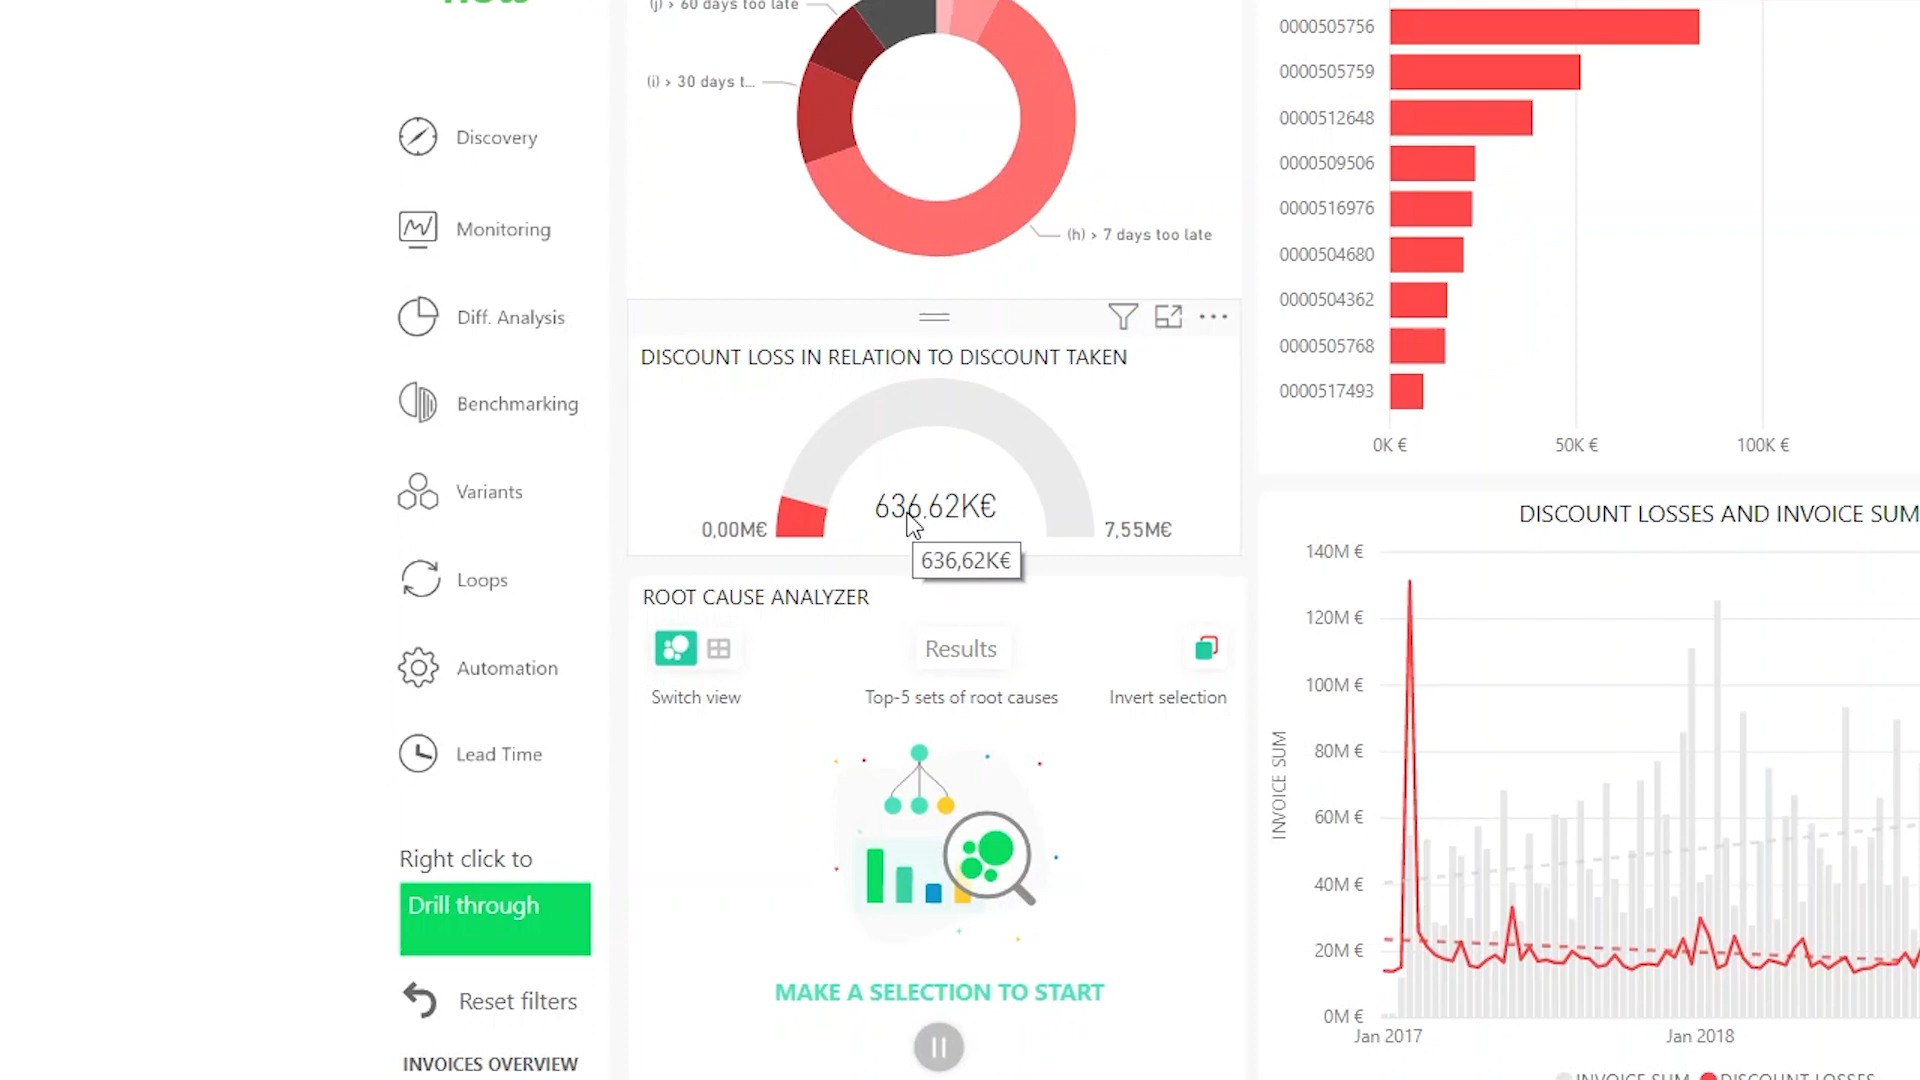 Discovery
Monitoring
Diff. Analysis
Benchmarking
Variants
Loops
Automation
Lead Time
Right click to
Drill through
Reset filters
INVOICES OVERVIEW
(j) > 60 days too late
(i) > 30 days t...
(h) > 7 days too late
DISCOUNT LOSS IN RELATION TO DISCOUNT TAKEN
636,62K€
0,00M€
7,55M€
636,62K€
ROOT CAUSE ANALYZER
Results
Switch view
Top-5 sets of root causes
Invert selection
MAKE A SELECTION TO START
0000505756
0000505759
0000512648
0000509506
0000516976
0000504680
0000504362
0000505768
0000517493
0K €
50K €
100K €
DISCOUNT LOSSES AND INVOICE SUM
INVOICE SUM
140M €
120M €
100M €
80M €
60M €
40M €
20M €
0M €
Jan 2017
Jan 2018
INVOICE SUM
DISCOUNT LOSSES